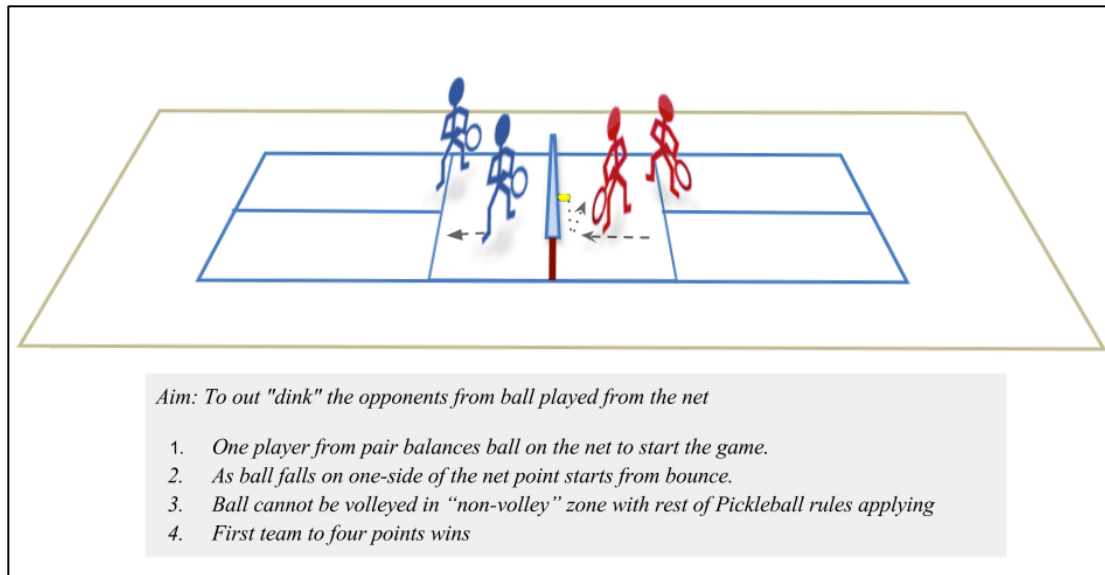 Aim: To out "dink" the opponents from ball played from the net
1. One player from pair balances ball on the net to start the game.
2. As ball falls on one-side of the net point starts from bounce.
3. Ball cannot be volleyed in “non-volley” zone with rest of Pickleball rules applying
4. First team to four points wins